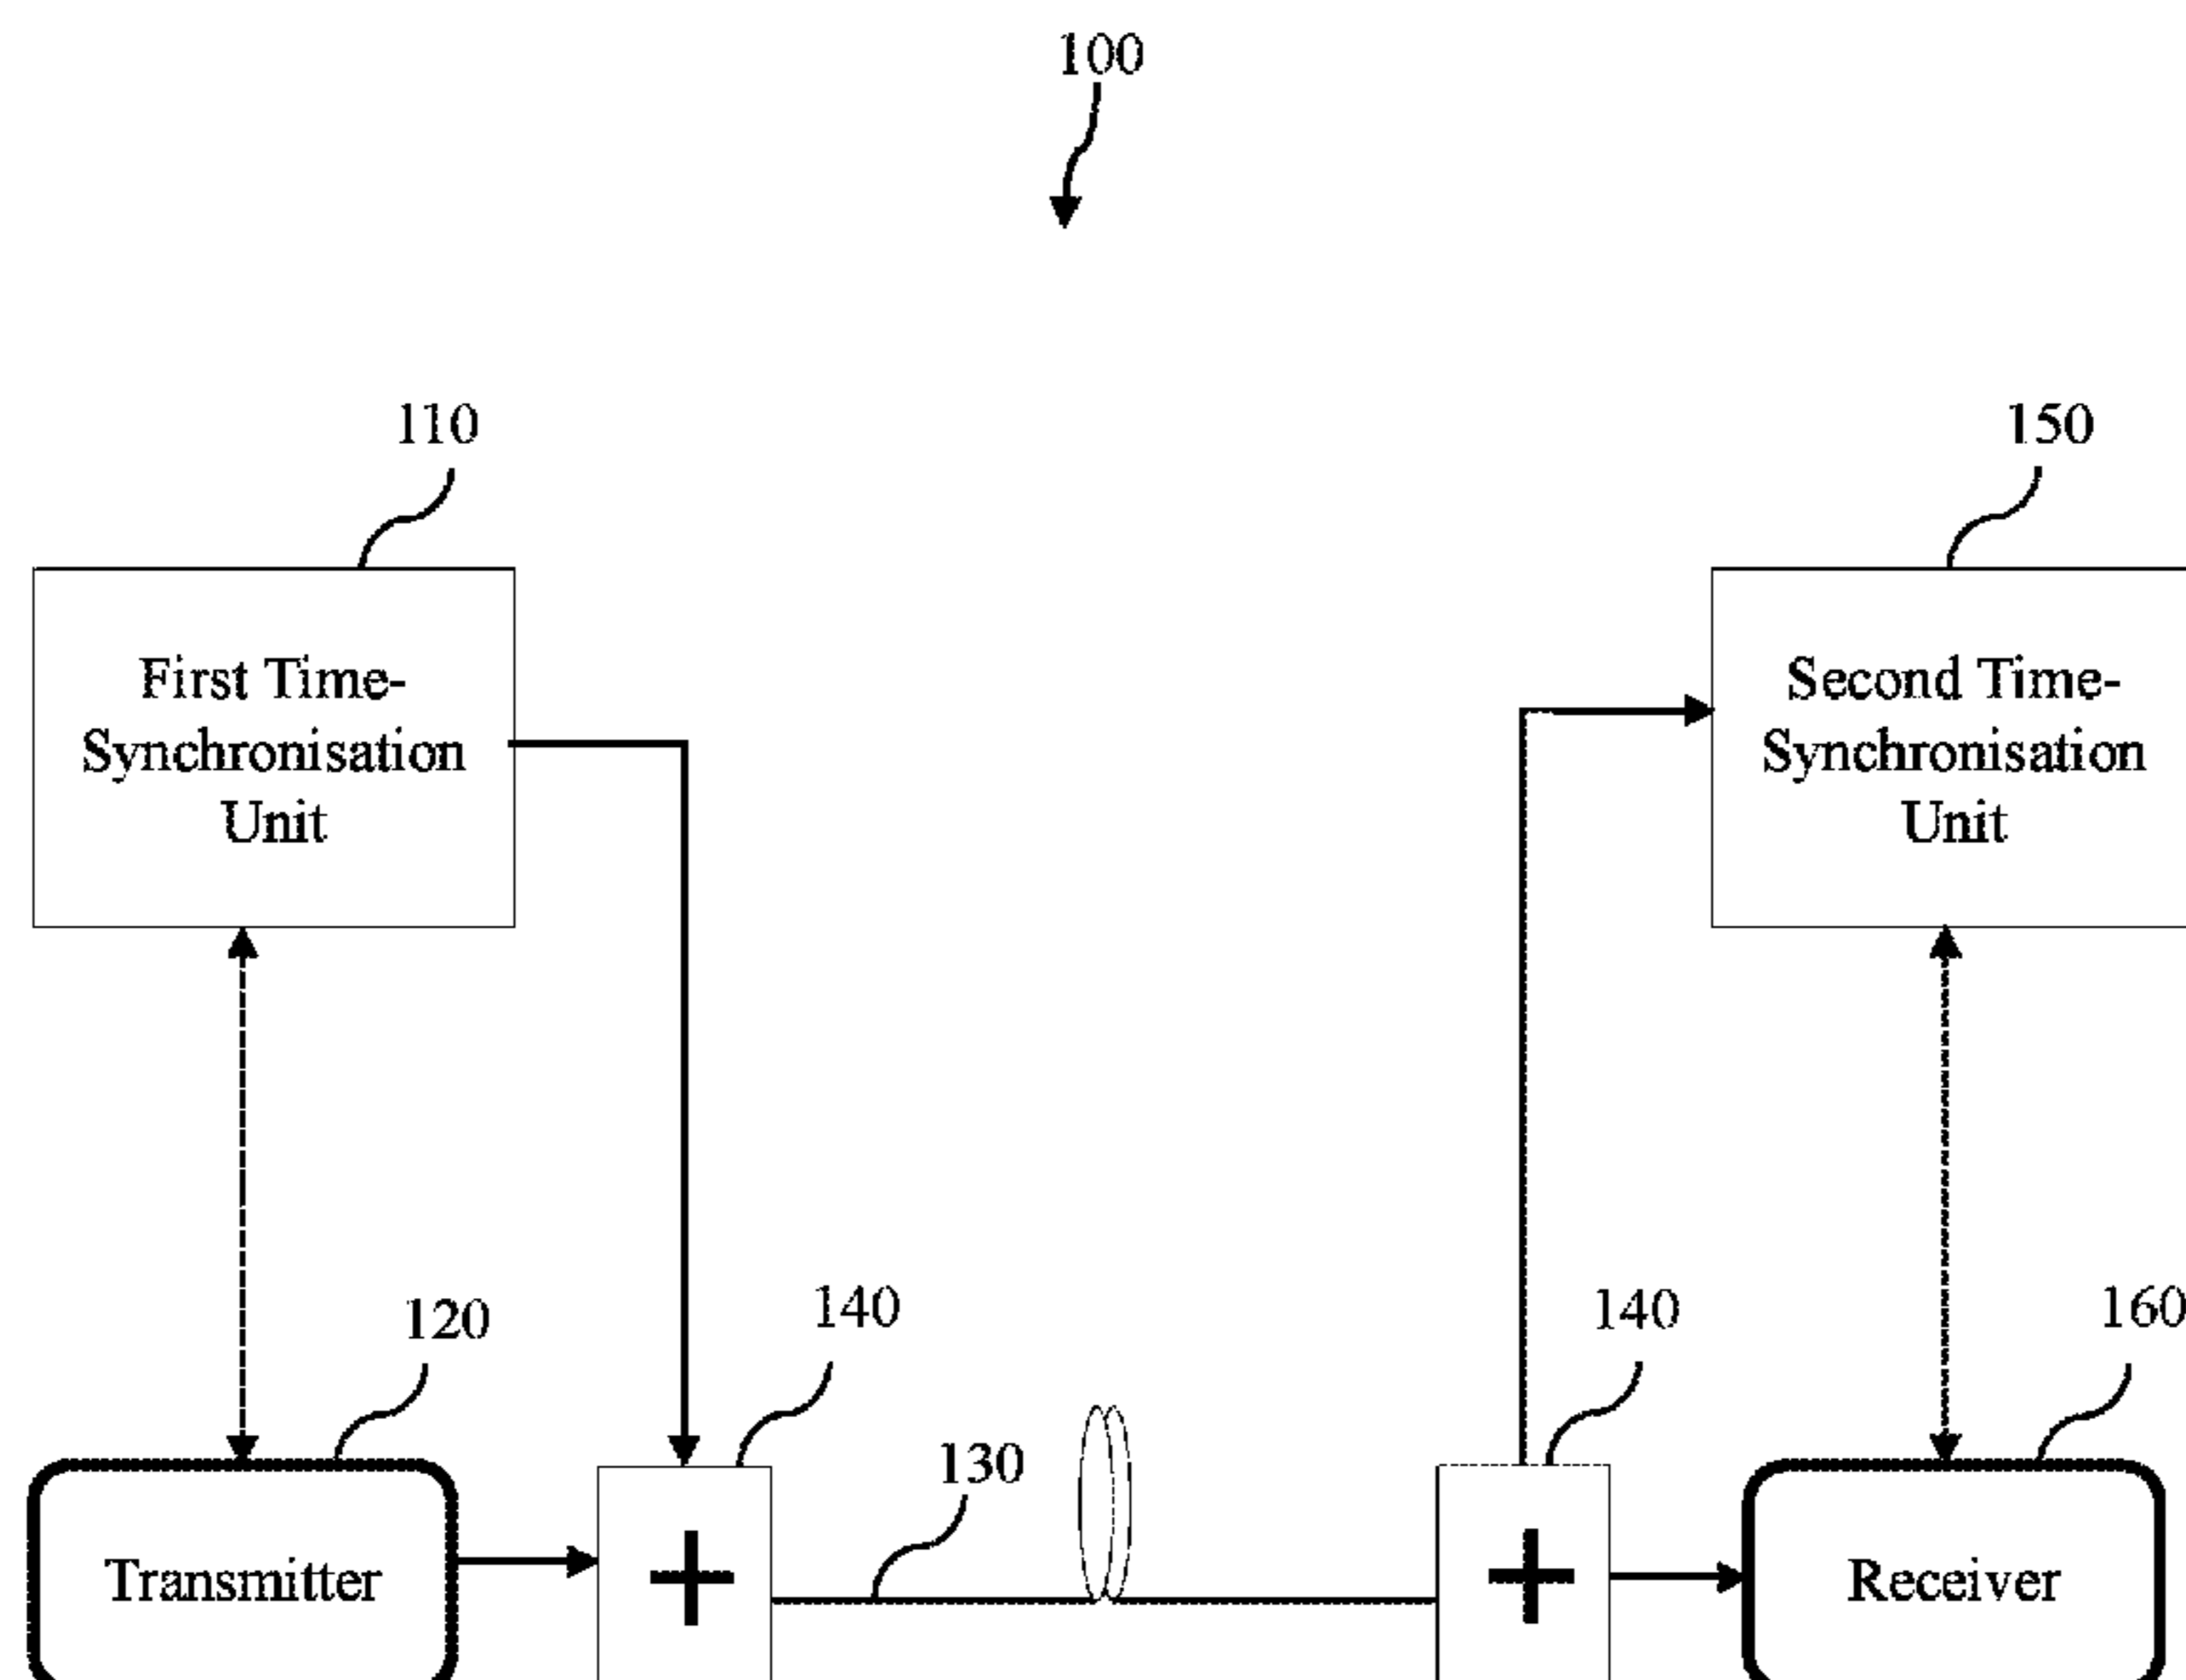 100
110
150
First Time-
Synchronisation
Unit
Second Time-
Synchronisation
Unit
120
140
140
160
130
Transmitter
+
+
Receiver